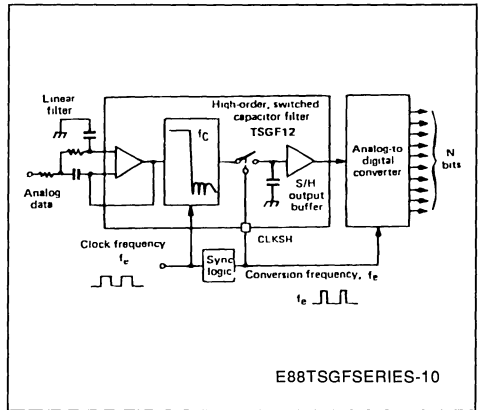 Linear
filter
High-order, switched
capacitor filter
TSGF12
fC
Analog-to
digital
converter
N
bits
S/H
output
buffer
Analog
data
CLKSH
Clock frequency
fe
Sync
logic
Conversion frequency, fe
fe
E88TSGFSERIES-10